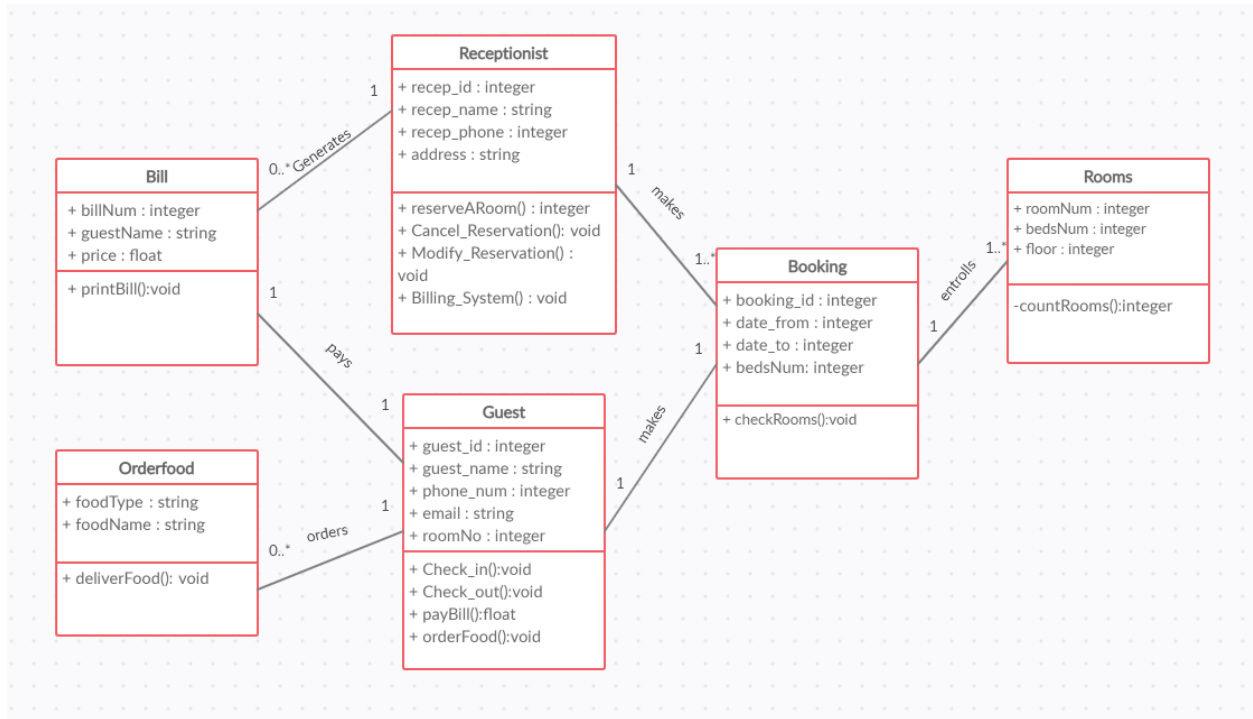 Receptionist
+ recep_id : integer
+ recep_name : string
+ recep_phone : integer
+ address : string
+ reserveARoom() : integer
+ Cancel_Reservation(): void
+ Modify_Reservation() :
void
+ Billing_System() : void
1
0..*
Generates
Bill
+ billNum : integer
+ guestName : string
+ price : float
+ printBill():void
1
makes
1..*
Rooms
+ roomNum : integer
+ bedsNum : integer
+ floor : integer
-countRooms():integer
1..*
entrolls
1
Booking
+ booking_id : integer
+ date_from : integer
+ date_to : integer
+ bedsNum: integer
+ checkRooms():void
1
pays
1
1
makes
1
Guest
+ guest_id : integer
+ guest_name : string
+ phone_num : integer
+ email : string
+ roomNo : integer
+ Check_in():void
+ Check_out():void
+ payBill():float
+ orderFood():void
Orderfood
+ foodType : string
+ foodName : string
+ deliverFood(): void
1
orders
0..*